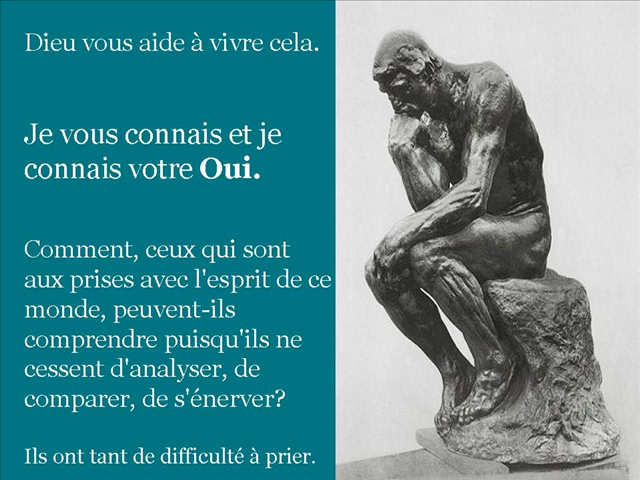 Dieu vous aide à vivre cela.
Je vous connais et je
connais votre Oui.
Comment, ceux qui sont
aux prises avec l'esprit de ce
monde, peuvent-ils
comprendre puisqu'ils ne
cessent d'analyser, de
comparer, de s'énerver?
Ils ont tant de difficulté à prier.